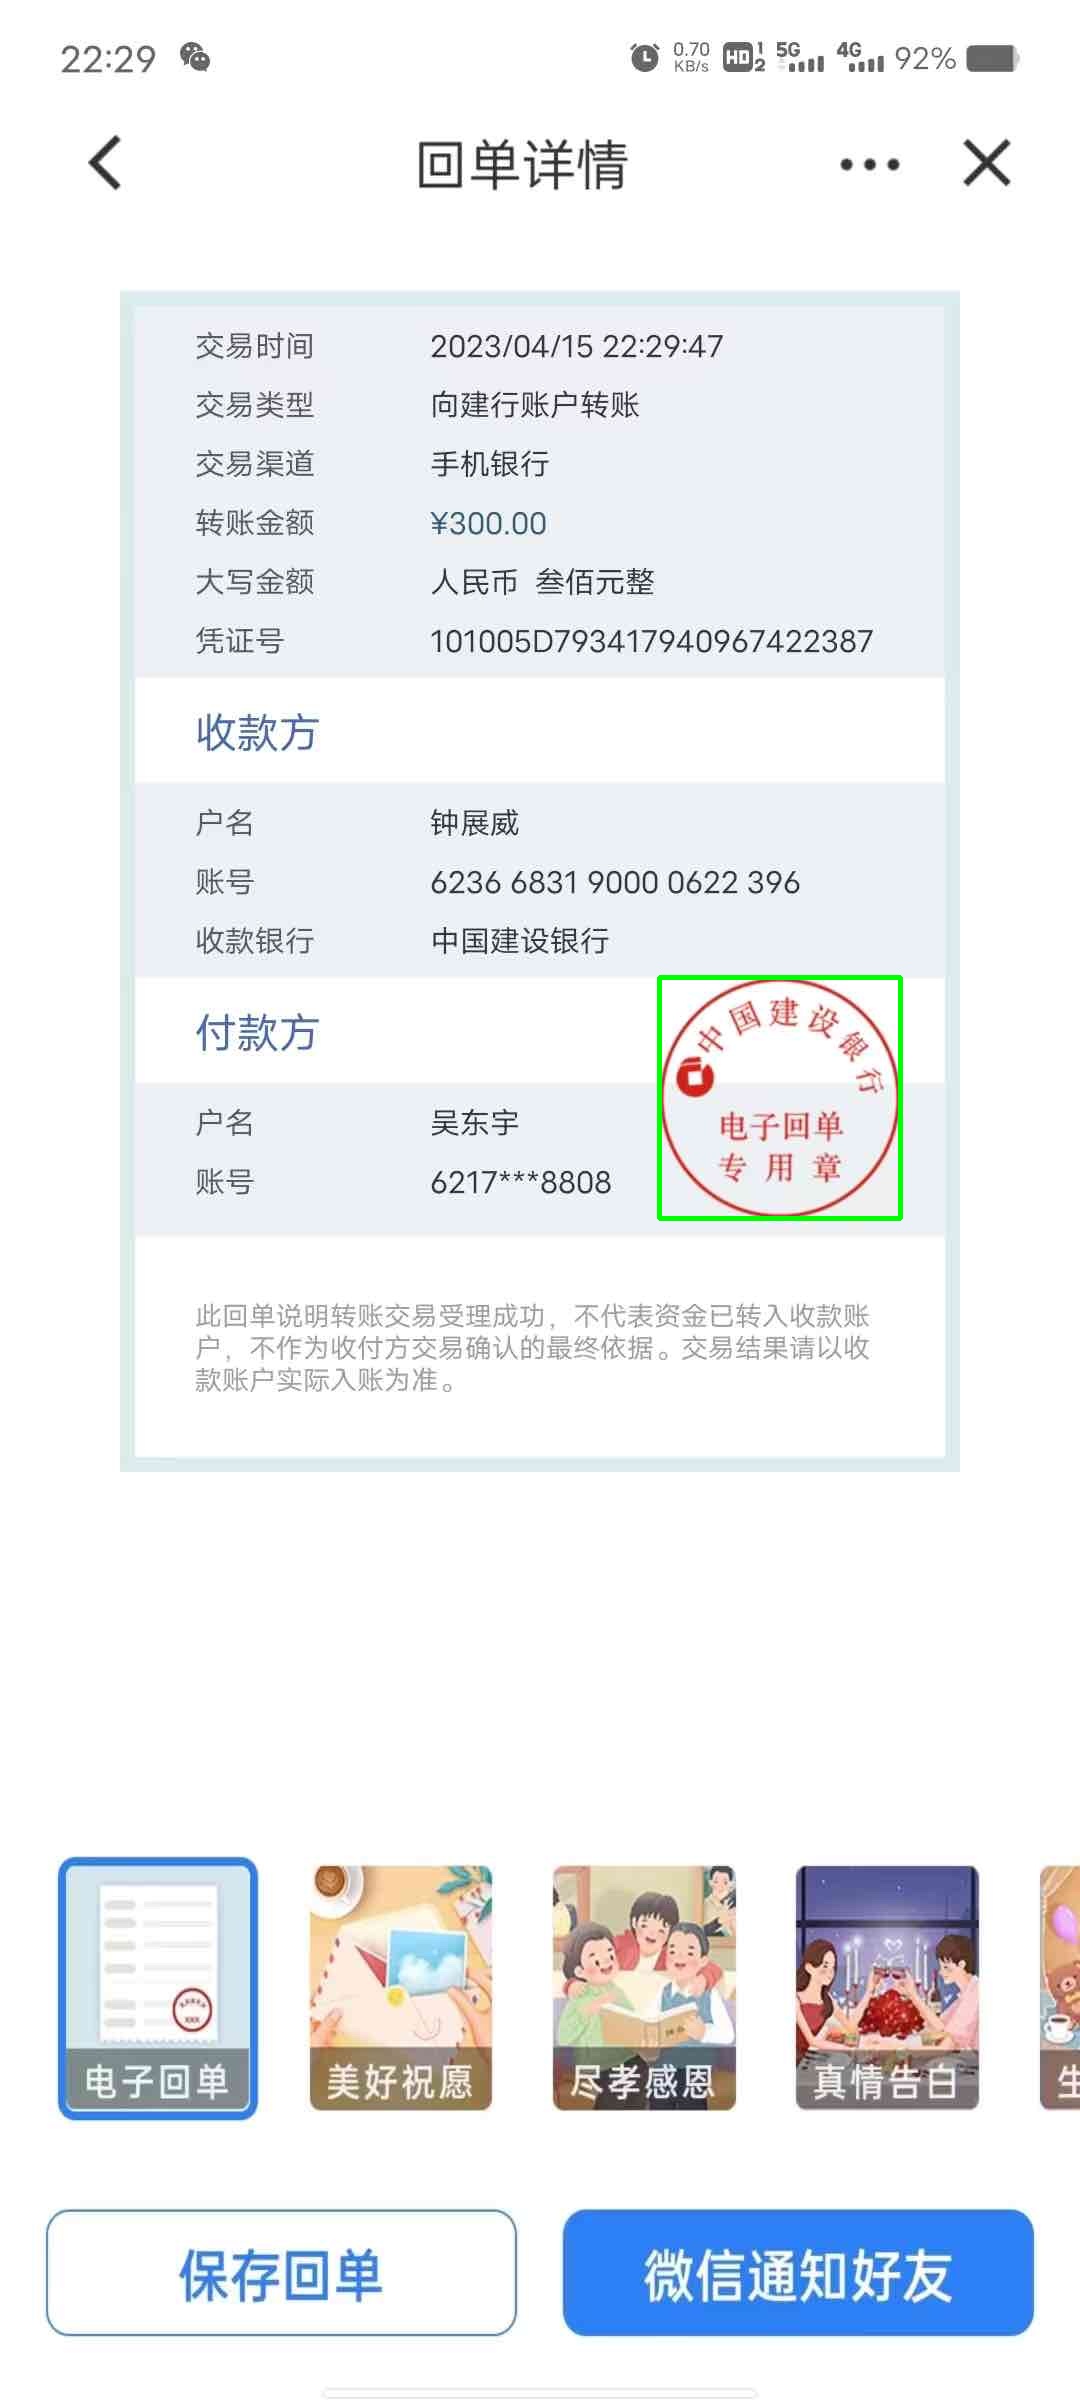 22:29 0.70 KB/s HD 1 2 5G 4G 92%
回单详情
交易时间 2023/04/15 22:29:47
交易类型 向建行账户转账
交易渠道 手机银行
转账金额 ¥300.00
大写金额 人民币 叁佰元整
凭证号 101005D793417940967422387
收款方
户名 钟展威
账号 6236 6831 9000 0622 396
收款银行 中国建设银行
付款方
中国建设银行
电子回单
专用章
户名 吴东宇
账号 6217***8808
此回单说明转账交易受理成功，不代表资金已转入收款账
户，不作为收付方交易确认的最终依据。交易结果请以收
款账户实际入账为准。
电子回单 美好祝愿 尽孝感恩 真情告白 生
保存回单 微信通知好友